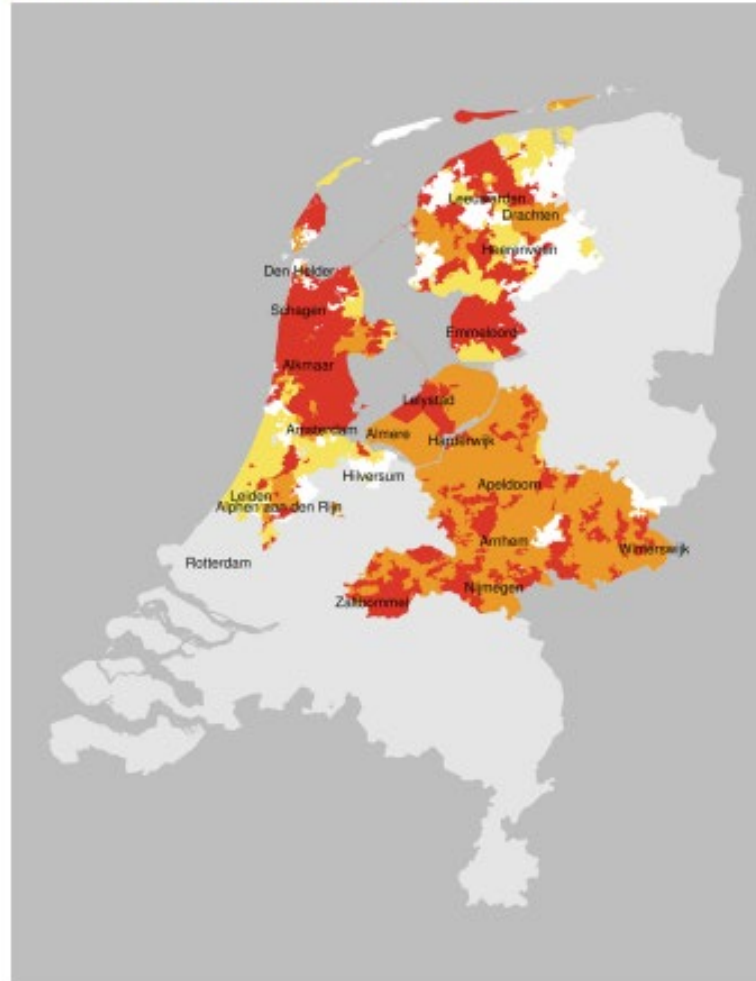 Leeuwarden
Drachten
Heerenveen
Den Helder
Schagen
Emmeloord
Alkmaar
Lelystad
Amsterdam
Almere
Harderwijk
Hilversum
Apeldoorn
Leiden
Alphen aan den Rijn
Arnhem
Winterswijk
Rotterdam
Nijmegen
Zaltbommel